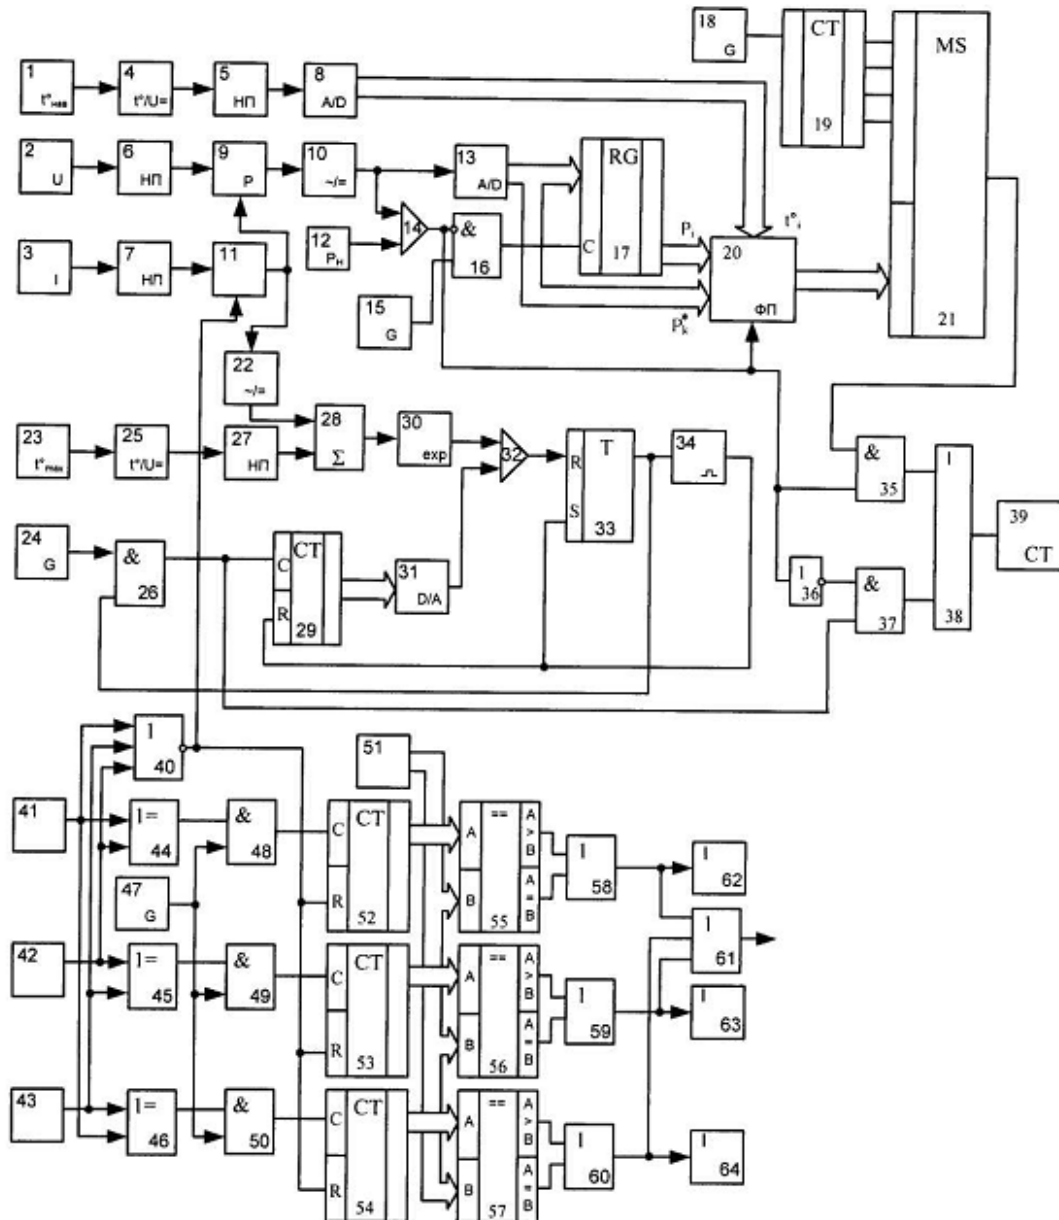 1
t°нав
4
t°/U=
5
НП
8
A/D
18
G
CT
19
MS
21
2
U
6
НП
9
P
10
~/=
13
A/D
RG
C
17
3
I
7
НП
11
12
Pн
14
&
16
15
G
Pi
t°i
P*k
20
ФП
22
~/=
23
t°max
25
t°/U=
27
НП
28
Σ
30
exp
32
T
R
S
33
34
&
35
1
38
39
CT
24
G
&
26
CT
C
R
29
31
D/A
1
36
&
37
1
40
51
41
1=
44
&
48
47
G
CT
C
R
52
==
A
B
A
>
B
A
=
B
55
1
58
1
62
1
61
42
1=
45
&
49
CT
C
R
53
==
A
B
A
>
B
A
=
B
56
1
59
1
63
43
1=
46
&
50
CT
C
R
54
==
A
B
A
>
B
A
=
B
57
1
60
1
64